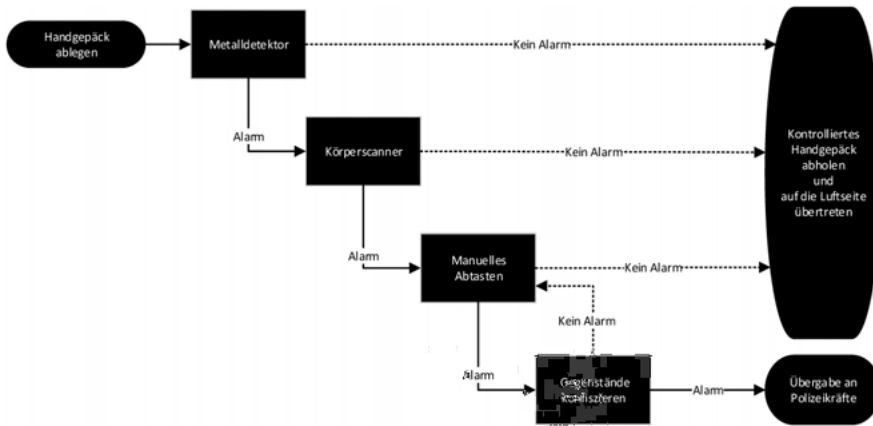 Handgepäck
ablegen
Metalldetektor
Kein Alarm
Alarm
Körperscanner
Kein Alarm
Kontrolliertes
Handgepäck
abholen
und
auf die Luftseite
übertreten
Alarm
Manuelles
Abtasten
Kein Alarm
Kein Alarm
Alarm
Gegenstände
konfiszieren
Alarm
Übergabe an
Polizeikräfte